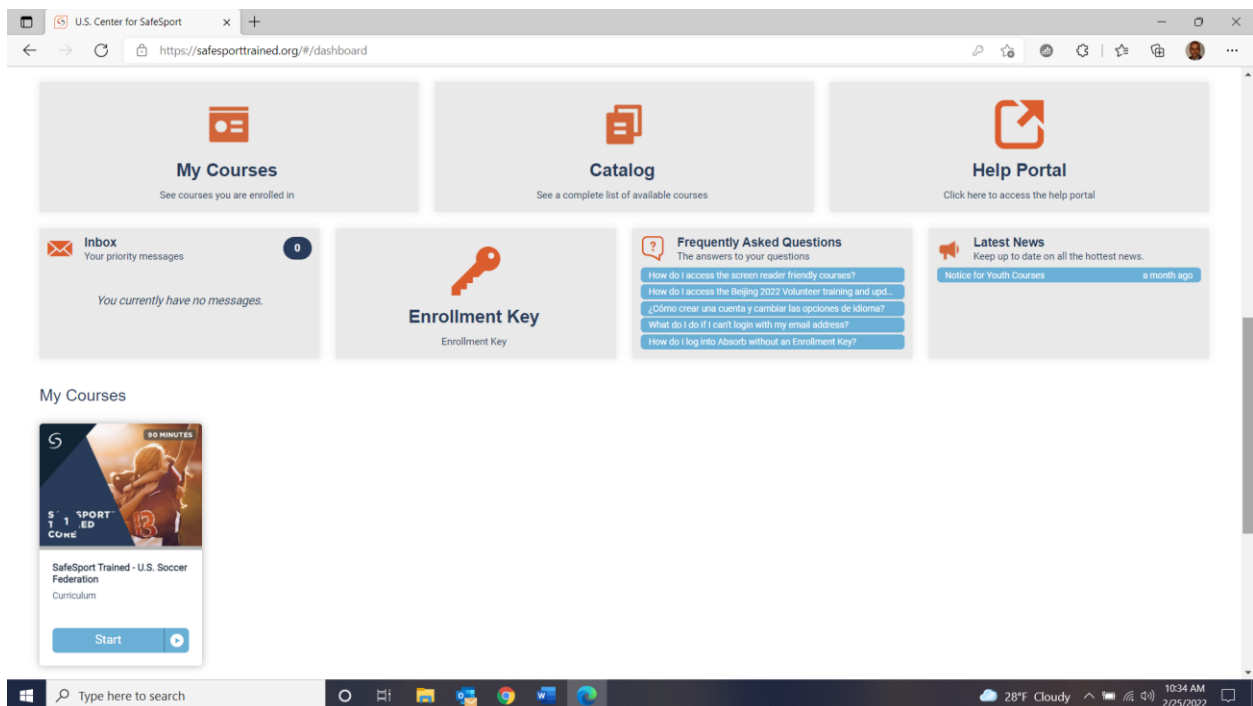 U.S. Center for SafeSport
https://safesporttrained.org/#/dashboard
My Courses
See courses you are enrolled in
Catalog
See a complete list of available courses
Help Portal
Click here to access the help portal
Inbox
Your priority messages
0
You currently have no messages.
Enrollment Key
Enrollment Key
Frequently Asked Questions
The answers to your questions
How do I access the screen reader friendly courses?
How do I access the Beijing 2022 Volunteer training and upd...
¿Cómo crear una cuenta y cambiar las opciones de idioma?
What do I do if I can't login with my email address?
How do I log into Absorb without an Enrollment Key?
Latest News
Keep up to date on all the hottest news.
Notice for Youth Courses a month ago
My Courses
90 MINUTES
CORE
SafeSport Trained - U.S. Soccer
Federation
Curriculum
Start
Type here to search
28°F Cloudy
10:34 AM
2/25/2022